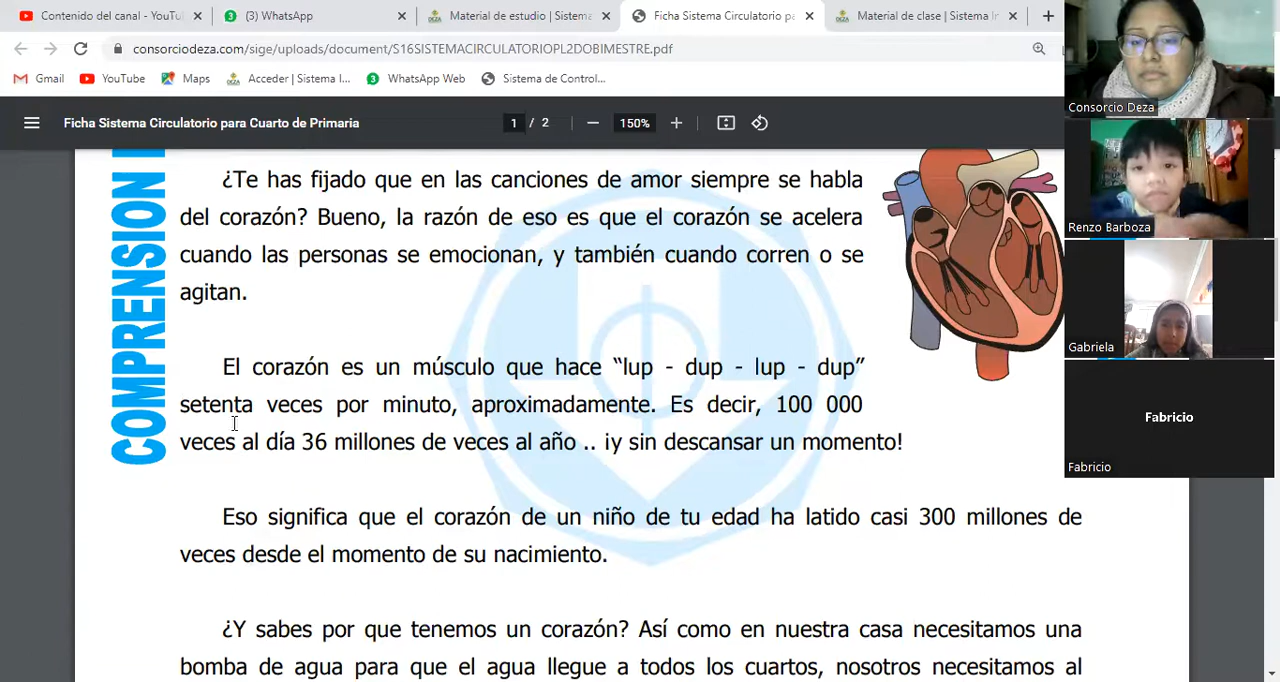 Contenido del canal - YouTu
(3) WhatsApp
Material de estudio | Sistema
Ficha Sistema Circulatorio pa
Material de clase | Sistema In
consorciodeza.com/sige/uploads/document/S16SISTEMACIRCULATORIOPL2DOBIMESTRE.pdf
Gmail YouTube Maps Acceder | Sistema I... WhatsApp Web Sistema de Control...
Ficha Sistema Circulatorio para Cuarto de Primaria 1 / 2 150%
COMPRENSION
¿Te has fijado que en las canciones de amor siempre se habla
del corazón? Bueno, la razón de eso es que el corazón se acelera
cuando las personas se emocionan, y también cuando corren o se
agitan.
El corazón es un músculo que hace “lup - dup - lup - dup”
setenta veces por minuto, aproximadamente. Es decir, 100 000
veces al día 36 millones de veces al año .. ¡y sin descansar un momento!
Eso significa que el corazón de un niño de tu edad ha latido casi 300 millones de
veces desde el momento de su nacimiento.
¿Y sabes por que tenemos un corazón? Así como en nuestra casa necesitamos una
bomba de agua para que el agua llegue a todos los cuartos, nosotros necesitamos al
Consorcio Deza
Renzo Barboza
Gabriela
Fabricio
Fabricio